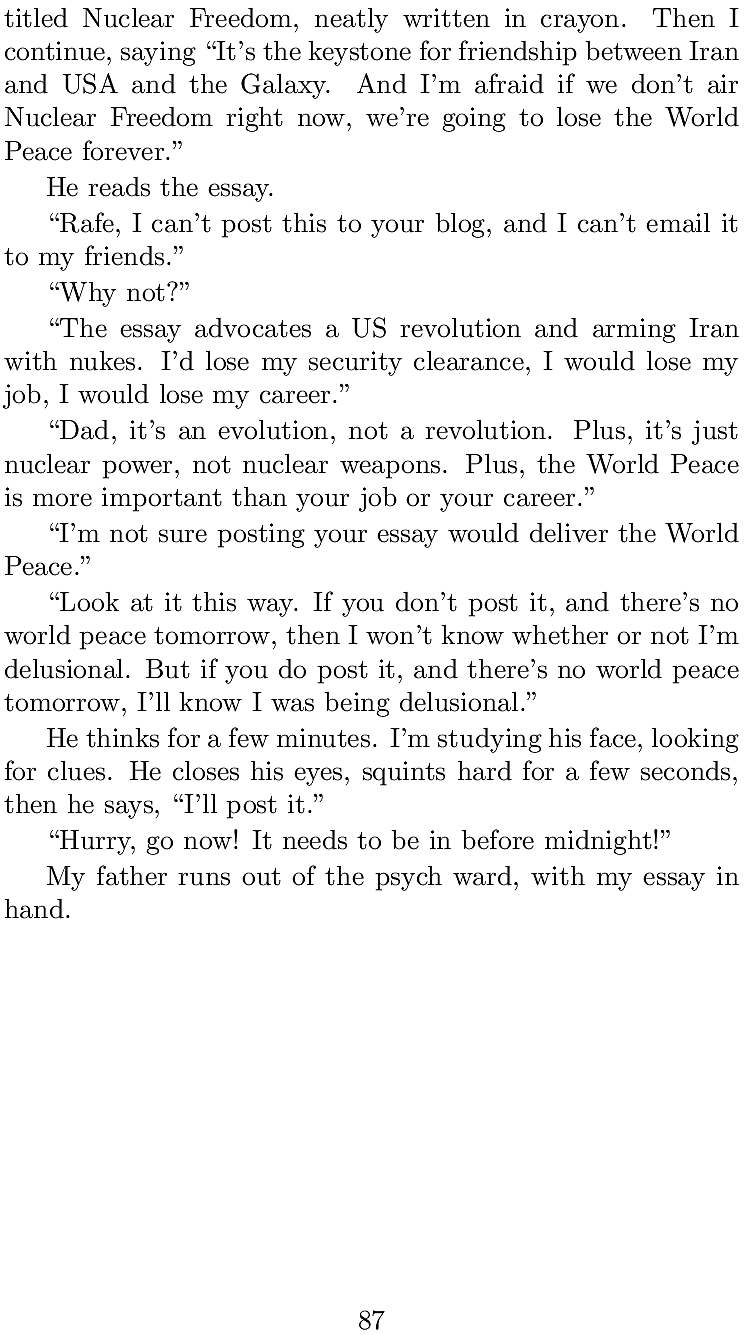 titled Nuclear Freedom, neatly written in crayon. Then I
continue, saying “It’s the keystone for friendship between Iran
and USA and the Galaxy. And I’m afraid if we don’t air
Nuclear Freedom right now, we’re going to lose the World
Peace forever.”
He reads the essay.
“Rafe, I can’t post this to your blog, and I can’t email it
to my friends.”
“Why not?”
“The essay advocates a US revolution and arming Iran
with nukes. I’d lose my security clearance, I would lose my
job, I would lose my career.”
“Dad, it’s an evolution, not a revolution. Plus, it’s just
nuclear power, not nuclear weapons. Plus, the World Peace
is more important than your job or your career.”
“I’m not sure posting your essay would deliver the World
Peace.”
“Look at it this way. If you don’t post it, and there’s no
world peace tomorrow, then I won’t know whether or not I’m
delusional. But if you do post it, and there’s no world peace
tomorrow, I’ll know I was being delusional.”
He thinks for a few minutes. I’m studying his face, looking
for clues. He closes his eyes, squints hard for a few seconds,
then he says, “I’ll post it.”
“Hurry, go now! It needs to be in before midnight!”
My father runs out of the psych ward, with my essay in
hand.
87